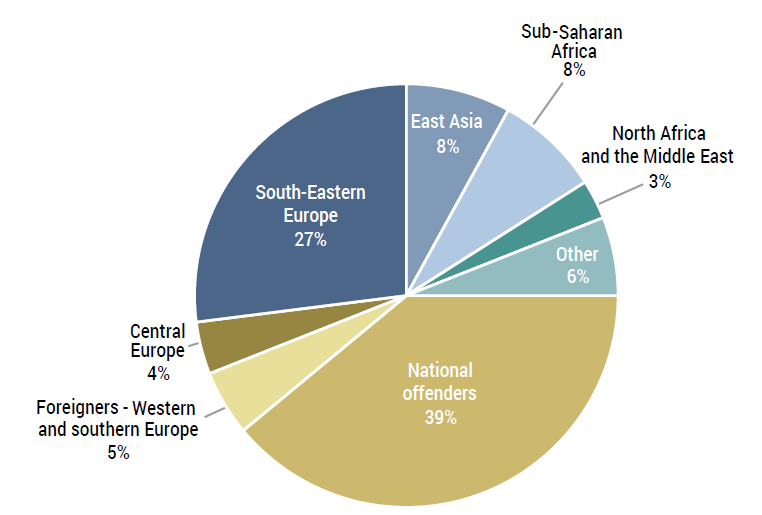 Sub-Saharan
Africa
8%
East Asia
8%
North Africa
and the Middle East
3%
Other
6%
South-Eastern
Europe
27%
Central
Europe
4%
National
offenders
39%
Foreigners - Western
and southern Europe
5%